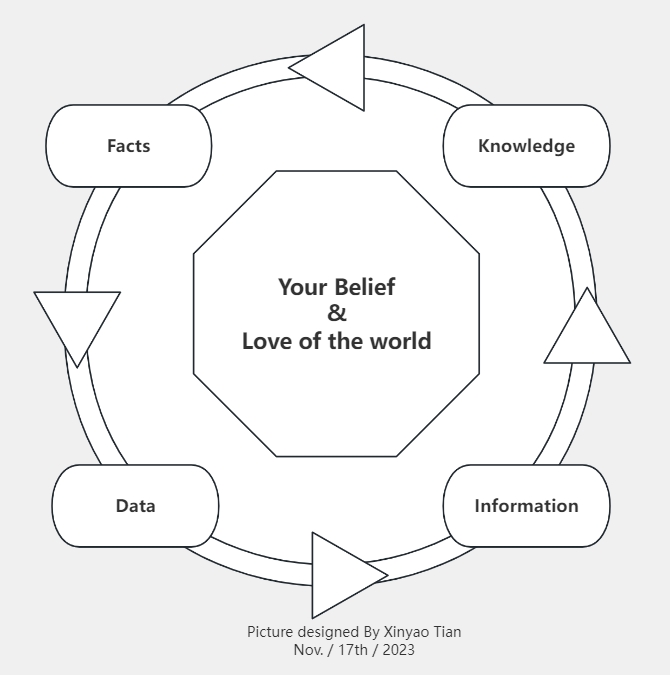 Facts
Knowledge
Your Belief
&
Love of the world
Data
Information
Picture designed By Xinyao Tian
Nov. / 17th / 2023